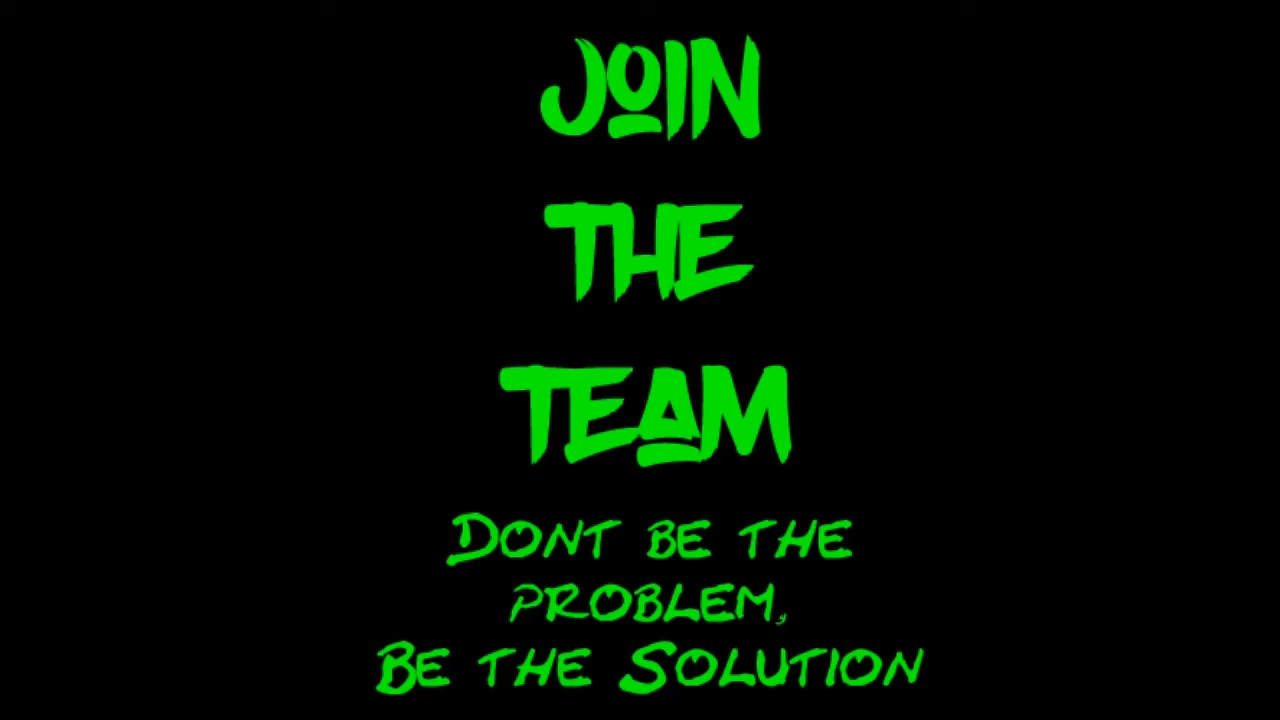 JOIN
THE
TEAM
DONT BE THE
PROBLEM,
BE THE SOLUTION